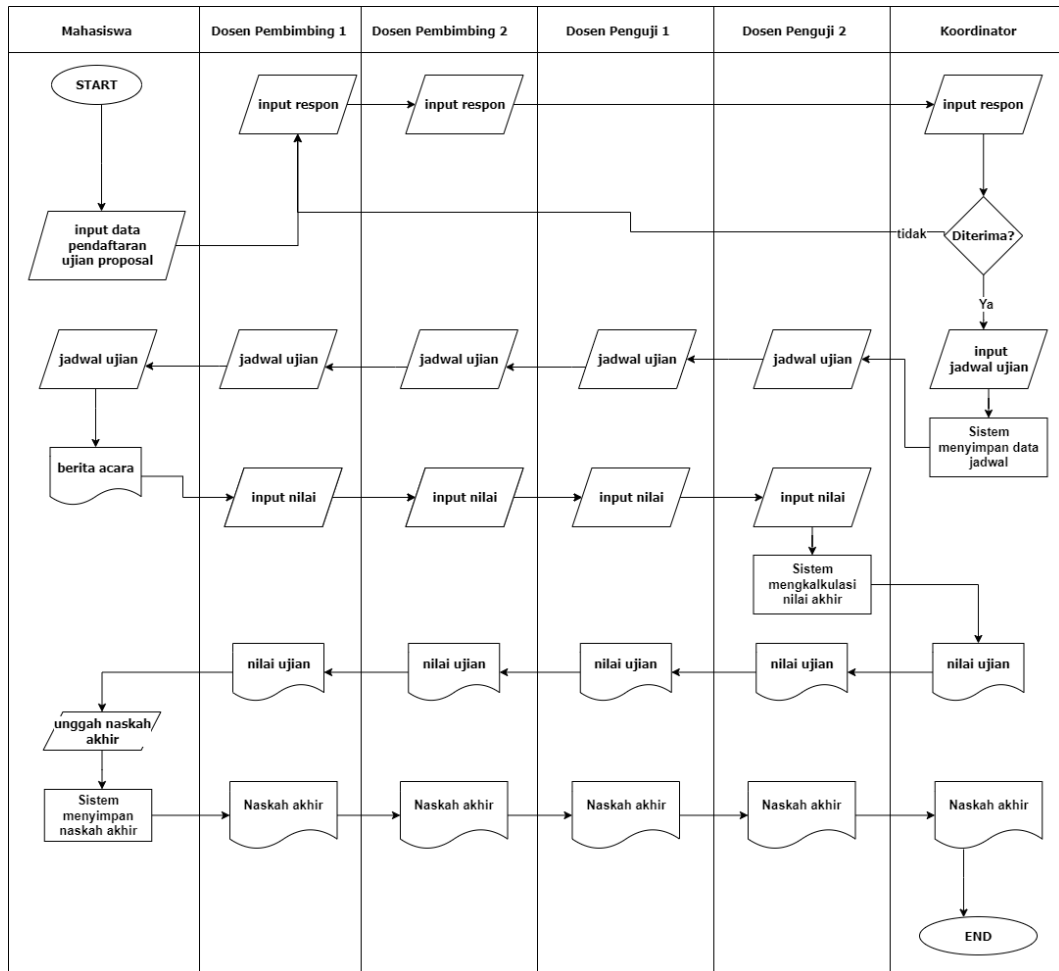 Mahasiswa
Dosen Pembimbing 1
Dosen Pembimbing 2
Dosen Penguji 1
Dosen Penguji 2
Koordinator
START
input respon
input respon
input respon
input data
pendaftaran
ujian proposal
tidak
Diterima?
Ya
jadwal ujian
jadwal ujian
jadwal ujian
jadwal ujian
jadwal ujian
input
jadwal ujian
Sistem
menyimpan data
jadwal
berita acara
input nilai
input nilai
input nilai
input nilai
Sistem
mengkalkulasi
nilai akhir
nilai ujian
nilai ujian
nilai ujian
nilai ujian
nilai ujian
unggah naskah
akhir
Sistem
menyimpan
naskah akhir
Naskah akhir
Naskah akhir
Naskah akhir
Naskah akhir
Naskah akhir
END